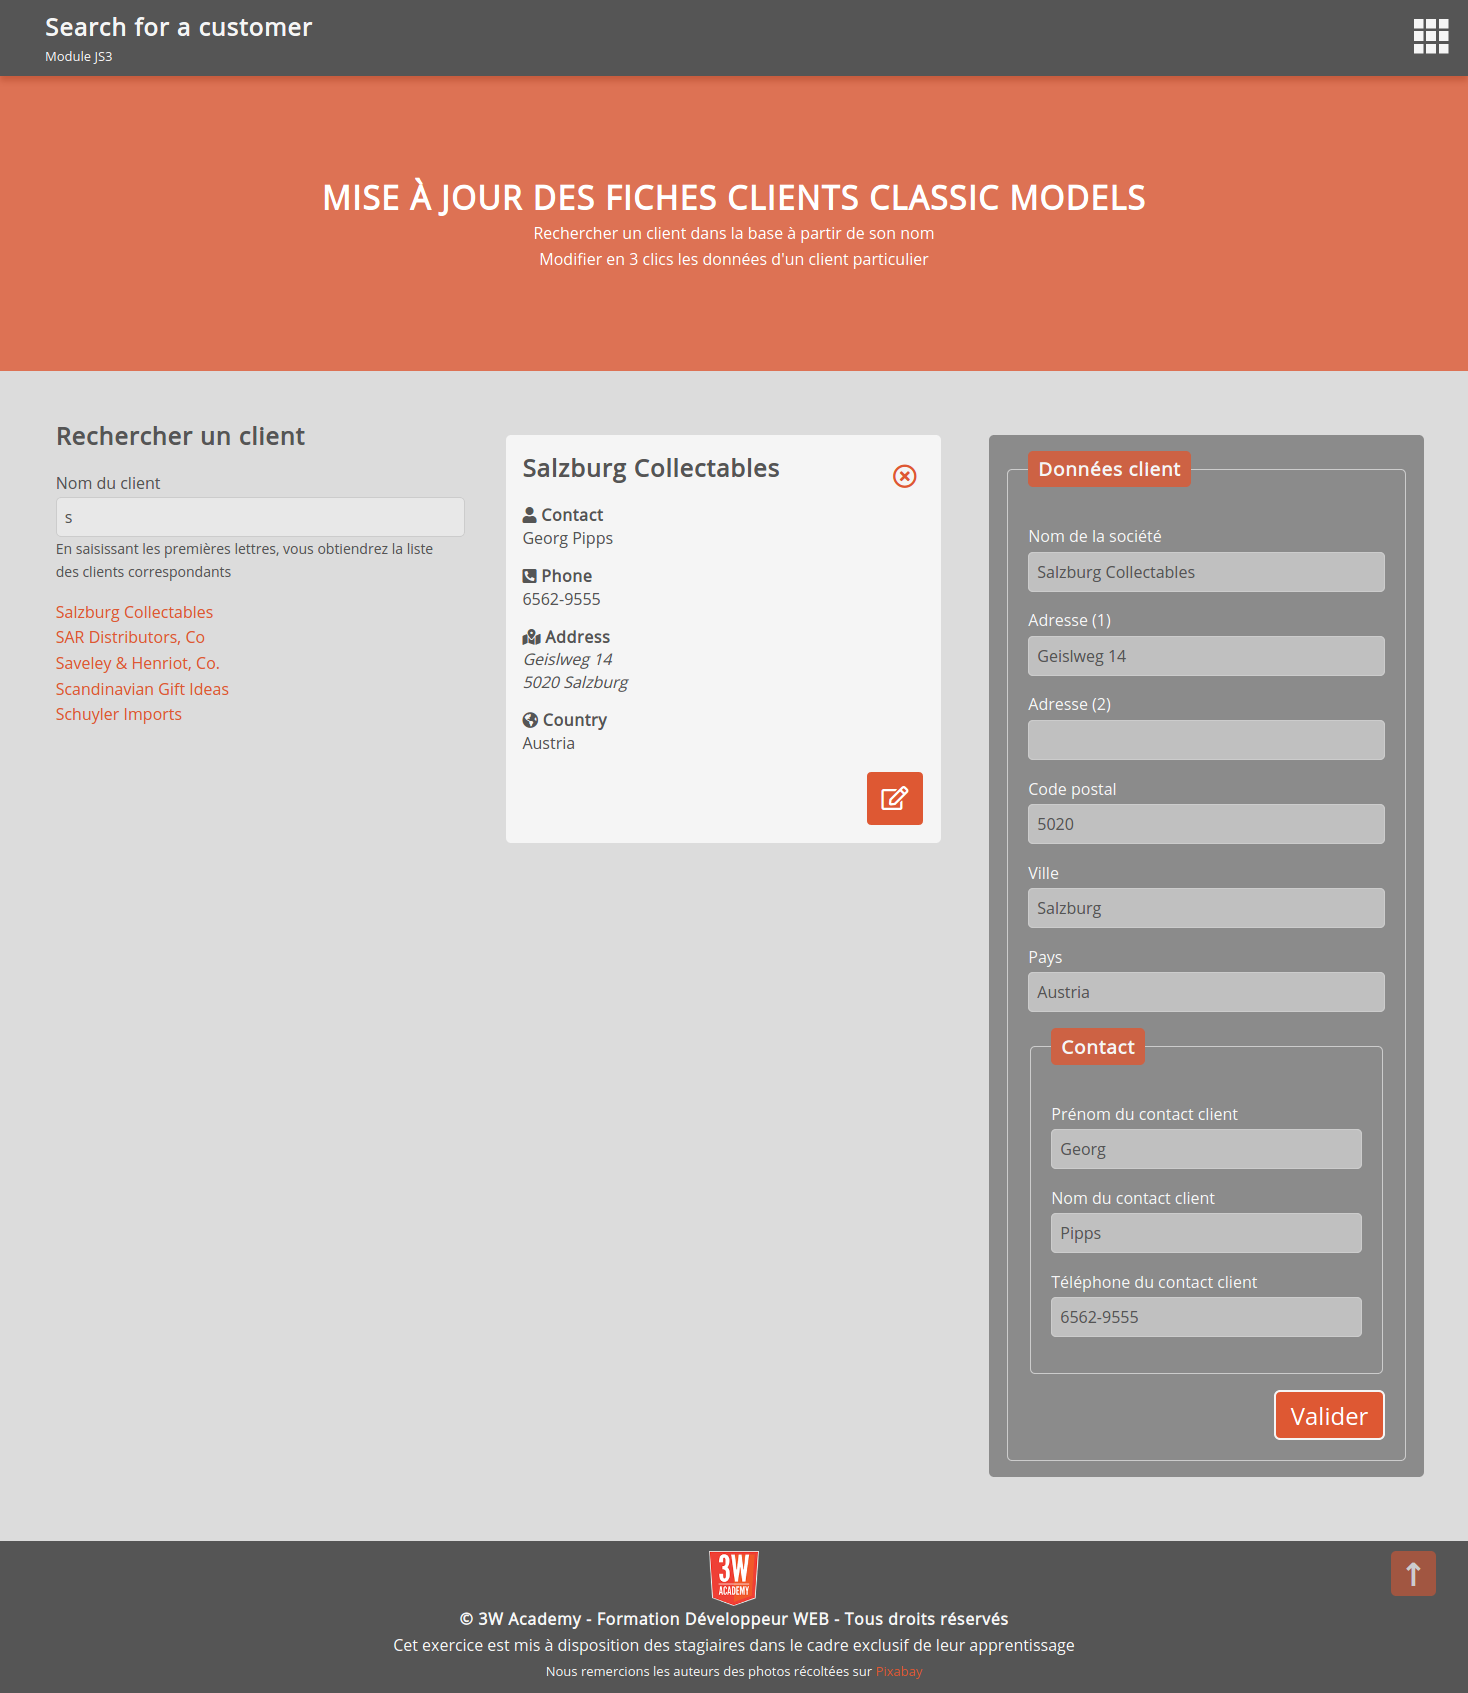 Search for a customer
Module JS3
MISE À JOUR DES FICHES CLIENTS CLASSIC MODELS
Rechercher un client dans la base à partir de son nom
Modifier en 3 clics les données d'un client particulier
Rechercher un client
Nom du client
s
En saisissant les premières lettres, vous obtiendrez la liste
des clients correspondants
Salzburg Collectables
SAR Distributors, Co
Saveley & Henriot, Co.
Scandinavian Gift Ideas
Schuyler Imports
Salzburg Collectables
Contact
Georg Pipps
Phone
6562-9555
Address
Geislweg 14
5020 Salzburg
Country
Austria
Données client
Nom de la société
Salzburg Collectables
Adresse (1)
Geislweg 14
Adresse (2)
Code postal
5020
Ville
Salzburg
Pays
Austria
Contact
Prénom du contact client
Georg
Nom du contact client
Pipps
Téléphone du contact client
6562-9555
Valider
3W
ACADEMY
© 3W Academy - Formation Développeur WEB - Tous droits réservés
Cet exercice est mis à disposition des stagiaires dans le cadre exclusif de leur apprentissage
Nous remercions les auteurs des photos récoltées sur Pixabay